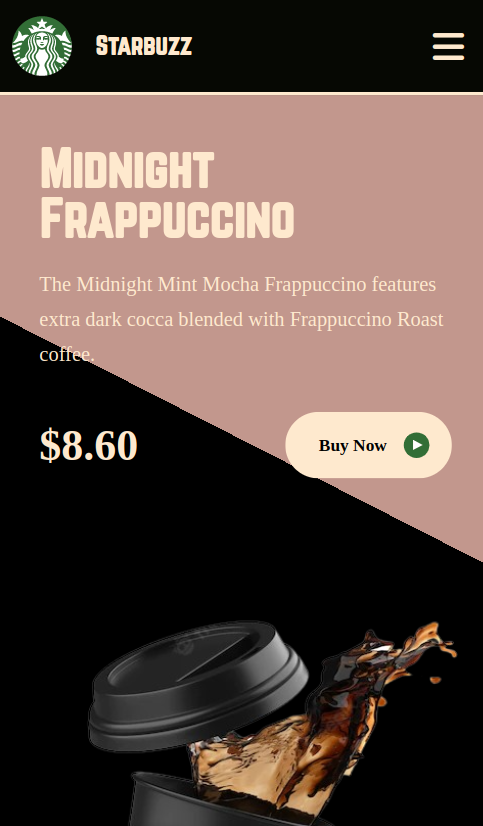 Starbuzz
Midnight
Frappuccino
The Midnight Mint Mocha Frappuccino features
extra dark cocca blended with Frappuccino Roast
coffee.
$8.60
Buy Now